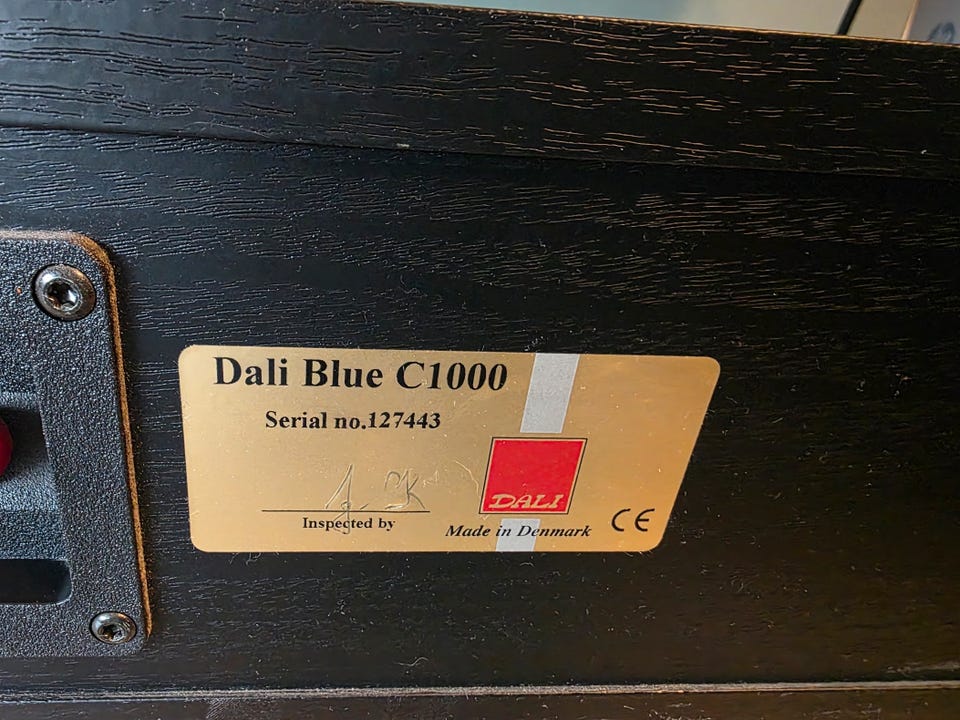 Dali Blue C1000
Serial no.127443
Inspected by
DALI
Made in Denmark
CE